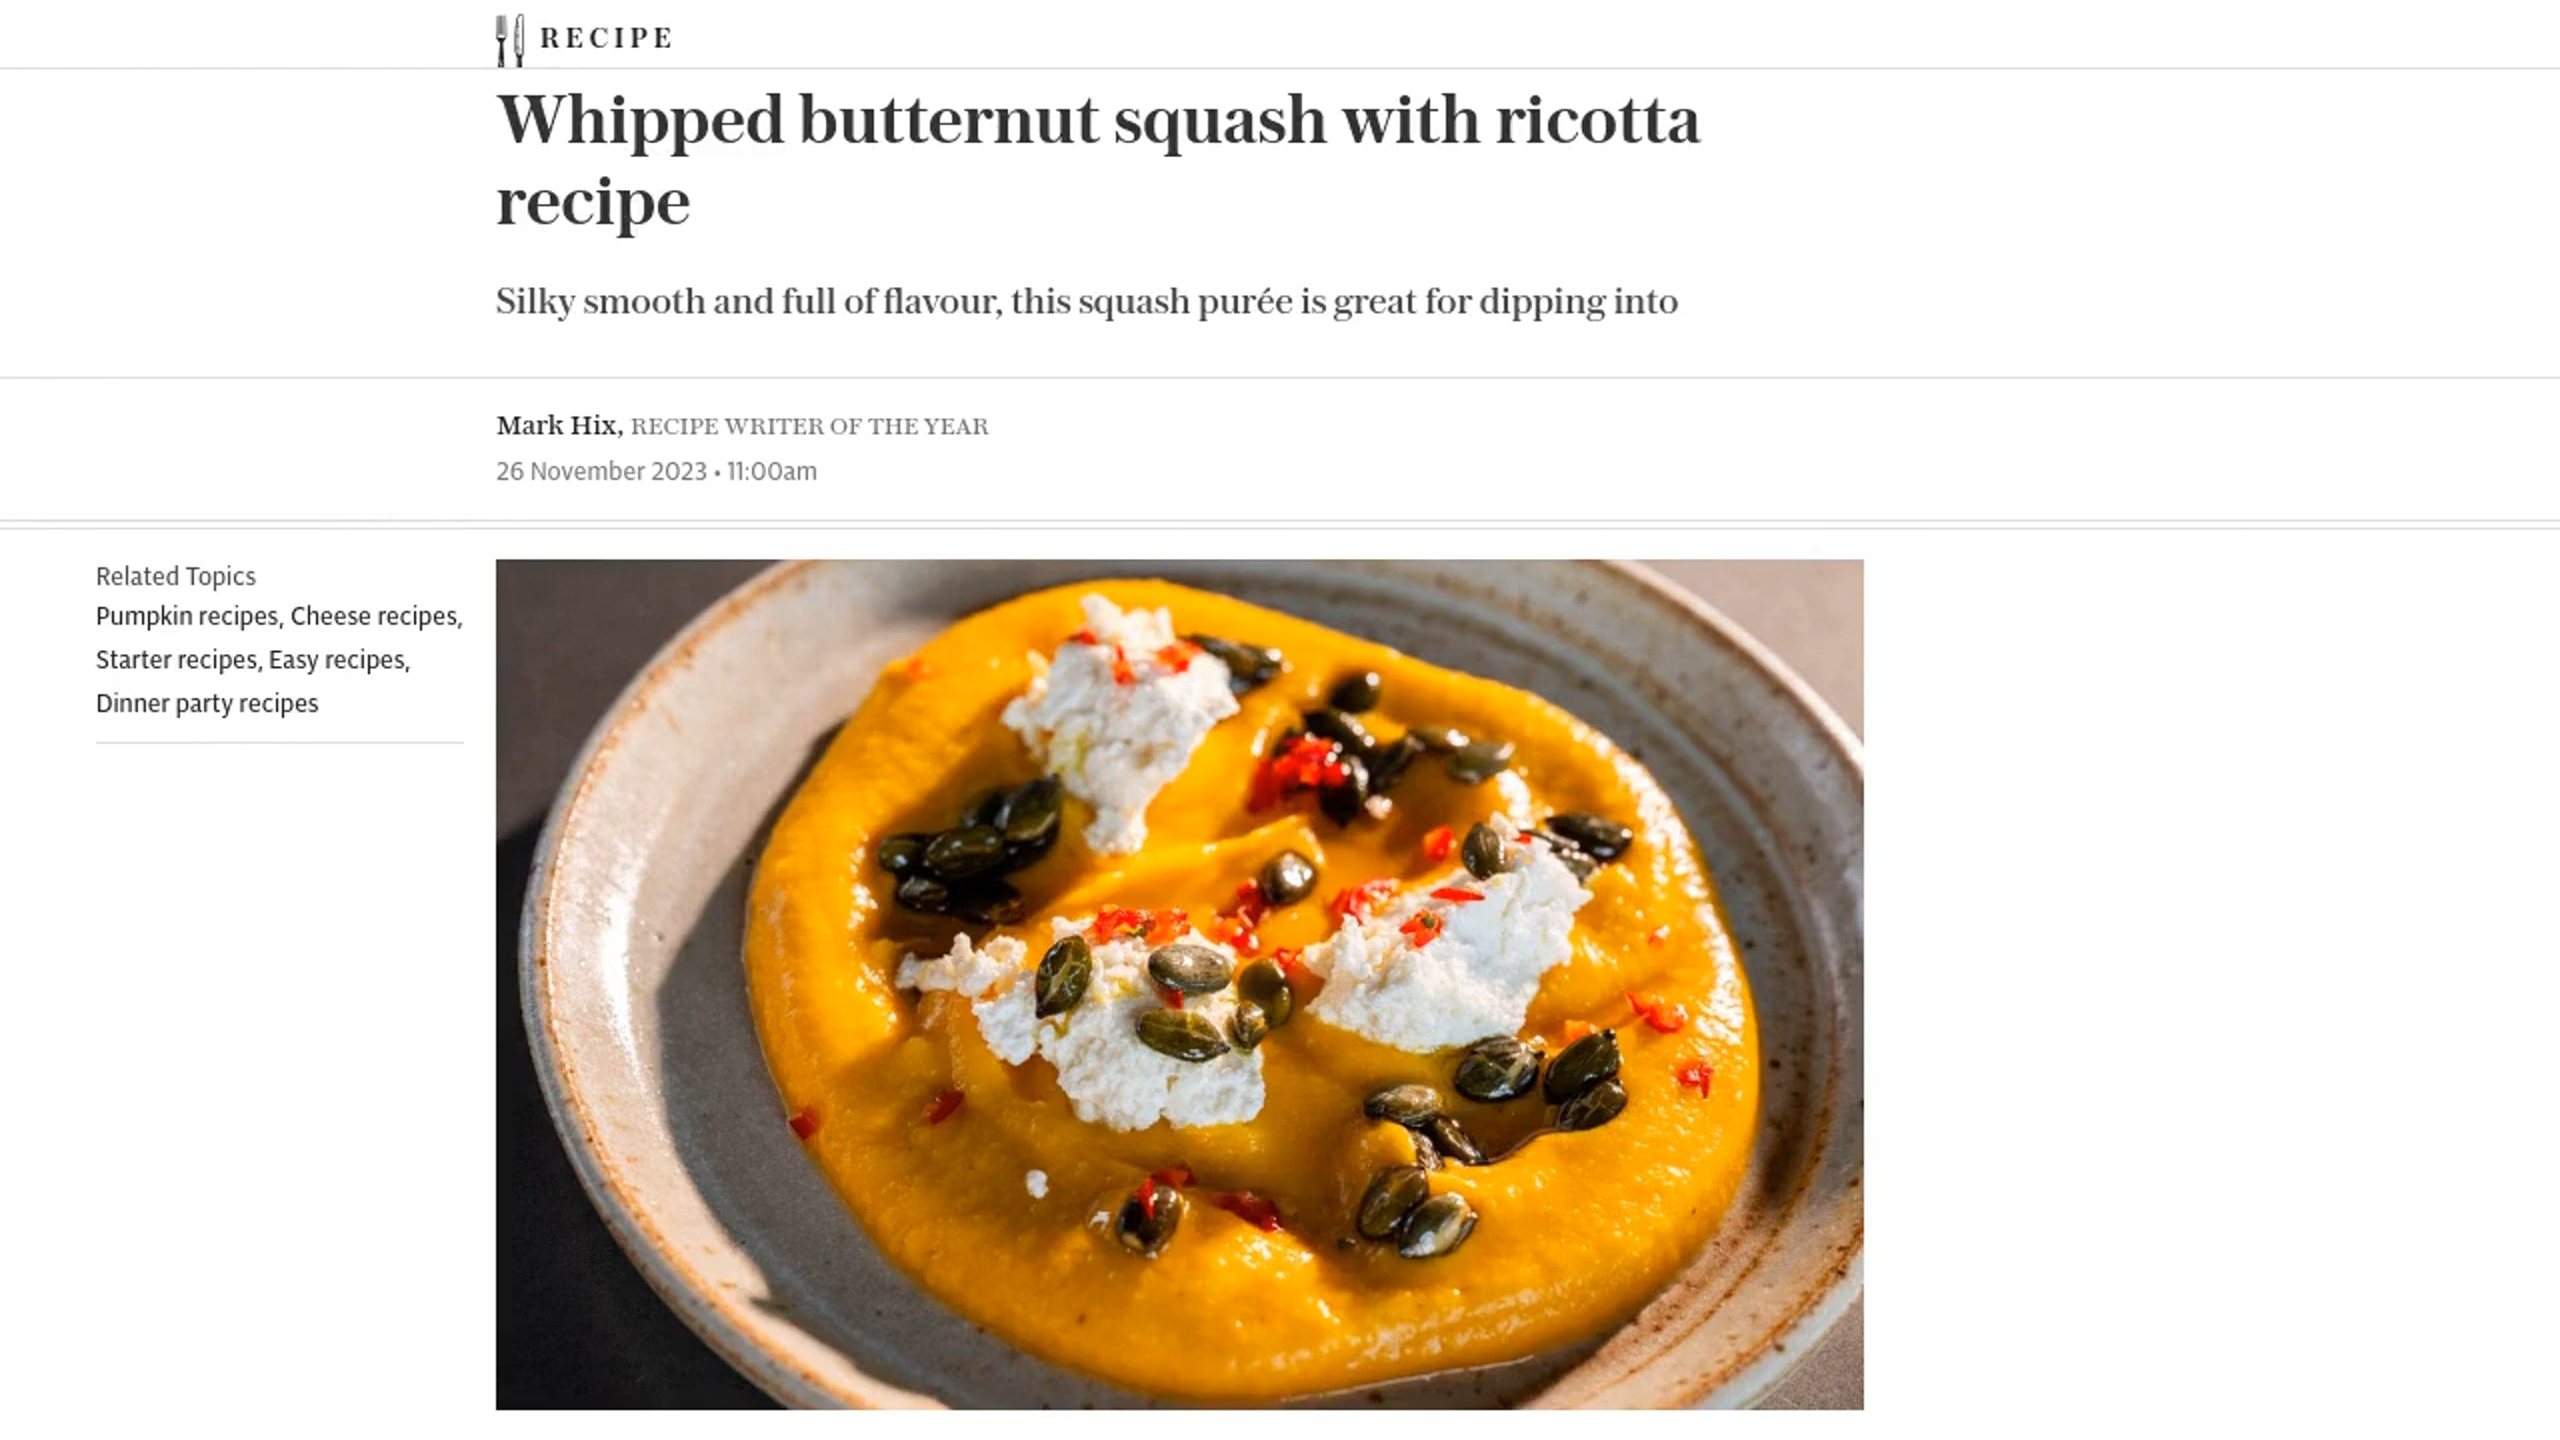 RECIPE
Whipped butternut squash with ricotta
recipe
Silky smooth and full of flavour, this squash purée is great for dipping into
Mark Hix, RECIPE WRITER OF THE YEAR
26 November 2023 • 11:00am
Related Topics
Pumpkin recipes, Cheese recipes,
Starter recipes, Easy recipes,
Dinner party recipes